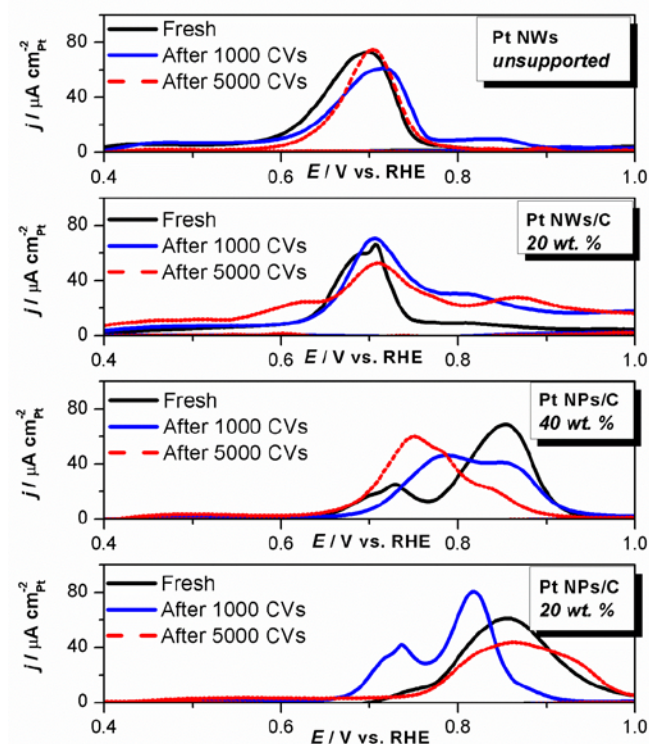 80
40
0
j / µA cm⁻²Pt
Fresh
After 1000 CVs
After 5000 CVs
Pt NWs
unsupported
0.4 0.6 0.8 1.0
E / V vs. RHE
80
40
0
j / µA cm⁻²Pt
Fresh
After 1000 CVs
After 5000 CVs
Pt NWs/C
20 wt. %
0.4 0.6 0.8 1.0
E / V vs. RHE
80
40
0
j / µA cm⁻²Pt
Fresh
After 1000 CVs
After 5000 CVs
Pt NPs/C
40 wt. %
0.4 0.6 0.8 1.0
E / V vs. RHE
80
40
0
j / µA cm⁻²Pt
Fresh
After 1000 CVs
After 5000 CVs
Pt NPs/C
20 wt. %
0.4 0.6 0.8 1.0
E / V vs. RHE